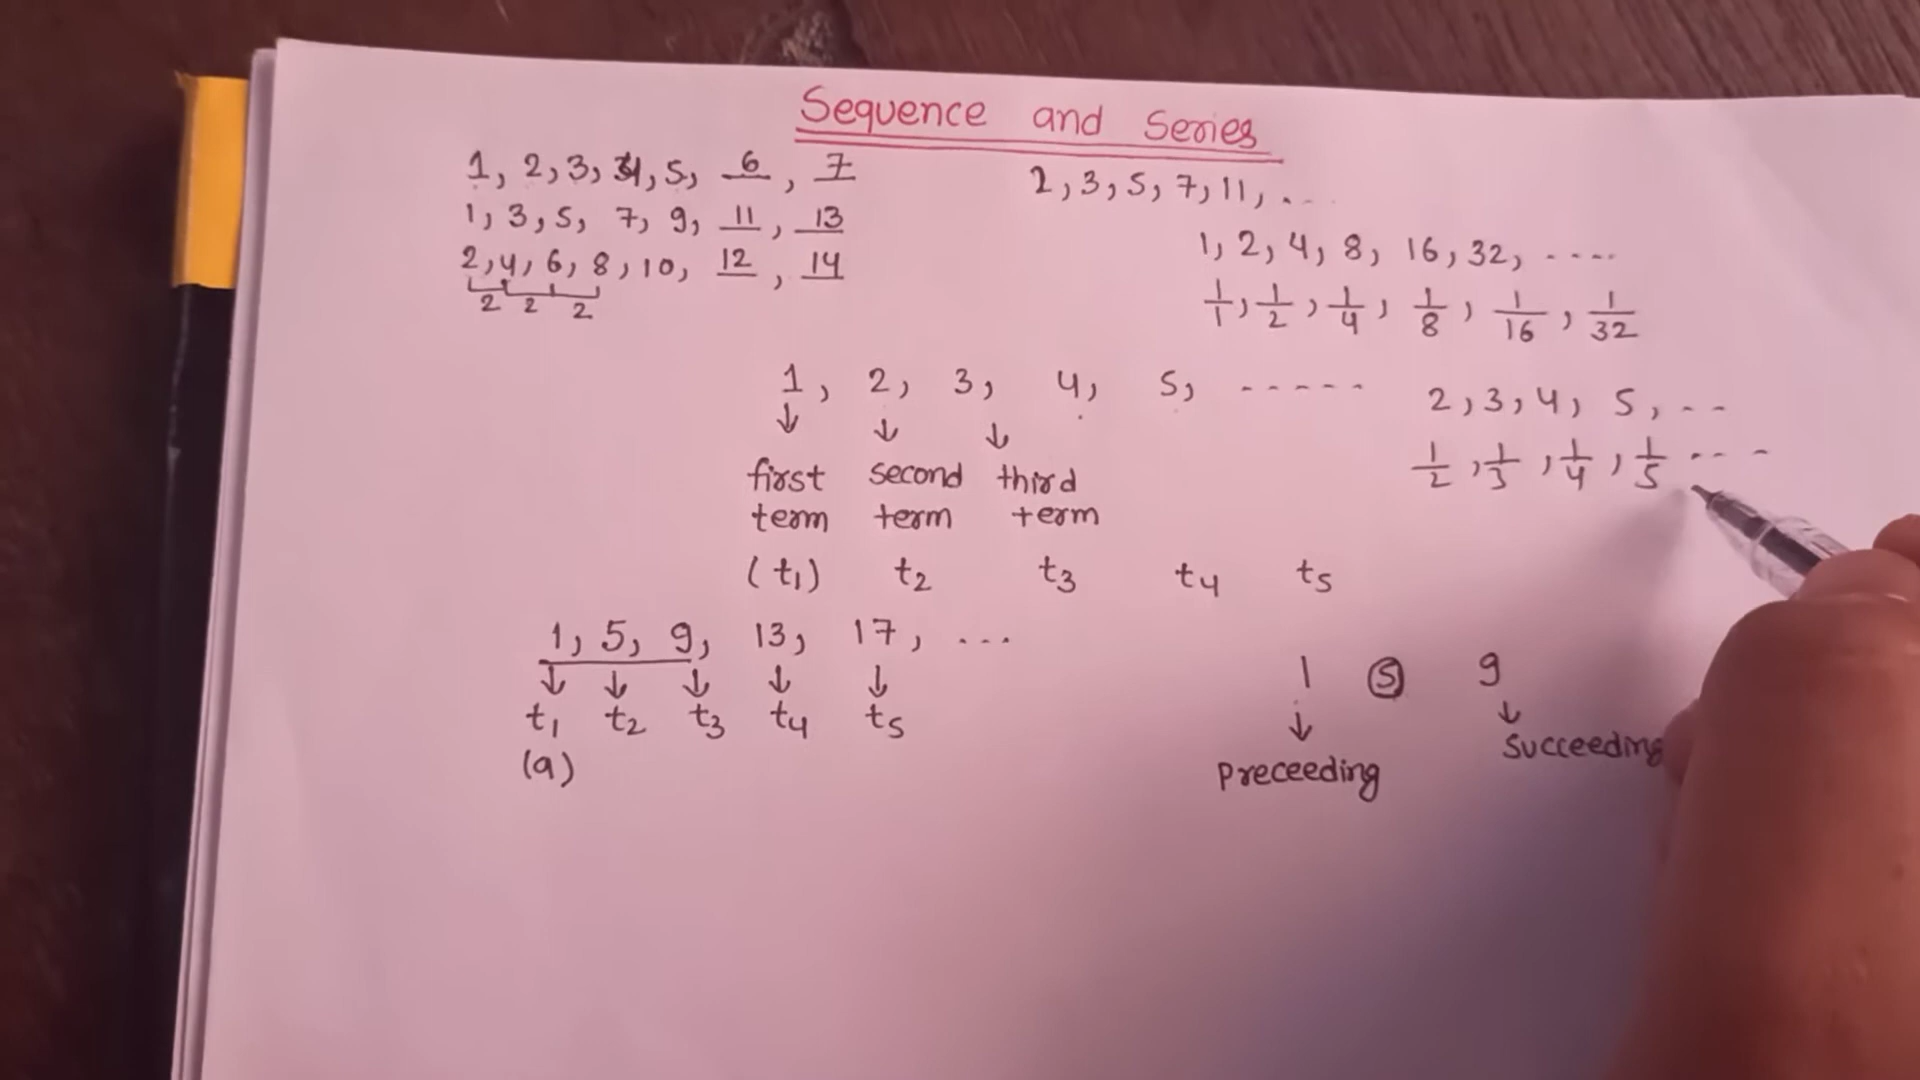 Sequence and Series
1, 2, 3, 4, 5, 6, 7
2, 3, 5, 7, 11, ...
1, 3, 5, 7, 9, 11, 13
1, 2, 4, 8, 16, 32, ....
2, 4, 6, 8, 10, 12, 14
2 2 2
1/1, 1/2, 1/4, 1/8, 1/16, 1/32
1, 2, 3, 4, 5, .....
2, 3, 4, 5, ..
first second third
term term term
1/2, 1/3, 1/4, 1/5 ...
(t1) t2 t3 t4 t5
1, 5, 9, 13, 17, ...
t1 t2 t3 t4 t5
(a)
1 5 9
Preceeding Succeeding